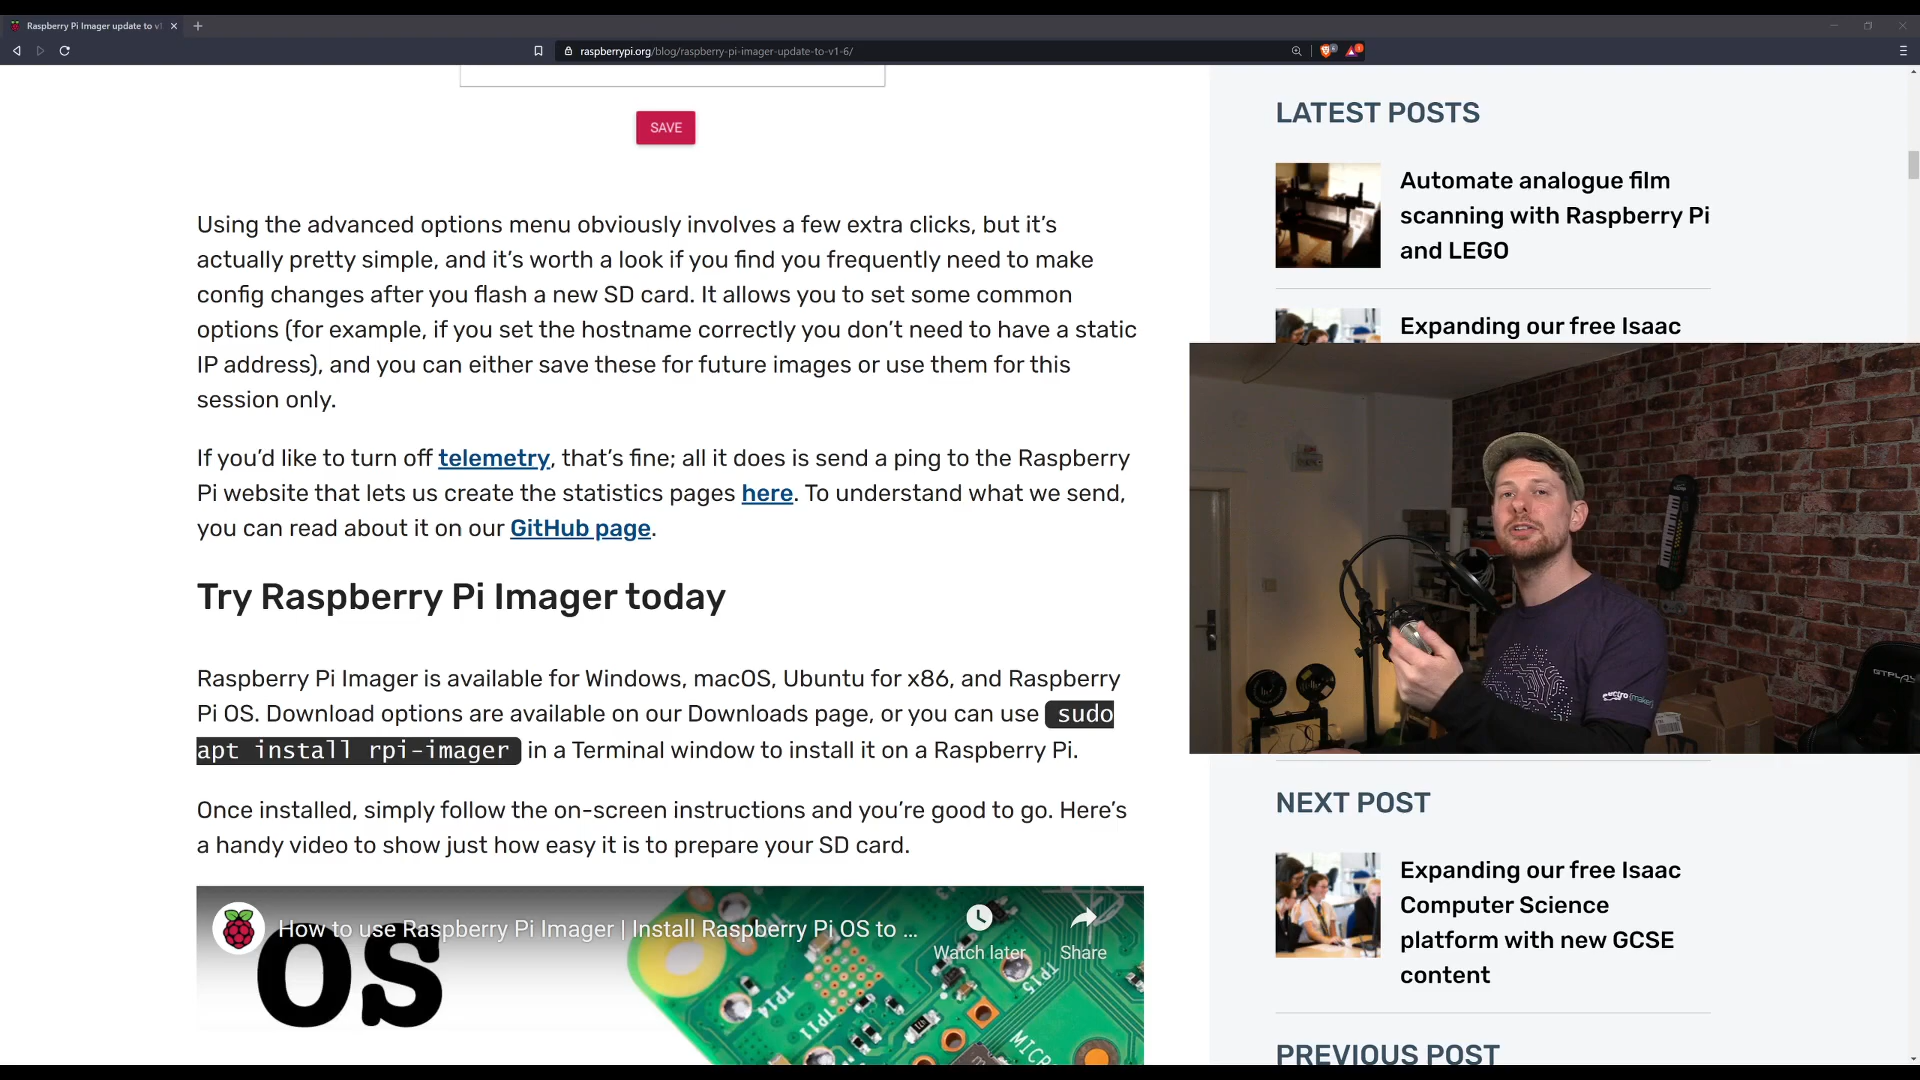 Raspberry Pi Imager update to v1
raspberrypi.org/blog/raspberry-pi-imager-update-to-v1-6/
SAVE
Using the advanced options menu obviously involves a few extra clicks, but it’s
actually pretty simple, and it’s worth a look if you find you frequently need to make
config changes after you flash a new SD card. It allows you to set some common
options (for example, if you set the hostname correctly you don’t need to have a static
IP address), and you can either save these for future images or use them for this
session only.
If you’d like to turn off telemetry, that’s fine; all it does is send a ping to the Raspberry
Pi website that lets us create the statistics pages here. To understand what we send,
you can read about it on our GitHub page.
Try Raspberry Pi Imager today
Raspberry Pi Imager is available for Windows, macOS, Ubuntu for x86, and Raspberry
Pi OS. Download options are available on our Downloads page, or you can use sudo
apt install rpi-imager in a Terminal window to install it on a Raspberry Pi.
Once installed, simply follow the on-screen instructions and you’re good to go. Here’s
a handy video to show just how easy it is to prepare your SD card.
How to use Raspberry Pi Imager | Install Raspberry Pi OS to ...
Watch later
Share
OS
TP14
TP11
TP15
MICR
LATEST POSTS
Automate analogue film
scanning with Raspberry Pi
and LEGO
Expanding our free Isaac
GTPLAY
NEXT POST
Expanding our free Isaac
Computer Science
platform with new GCSE
content
PREVIOUS POST